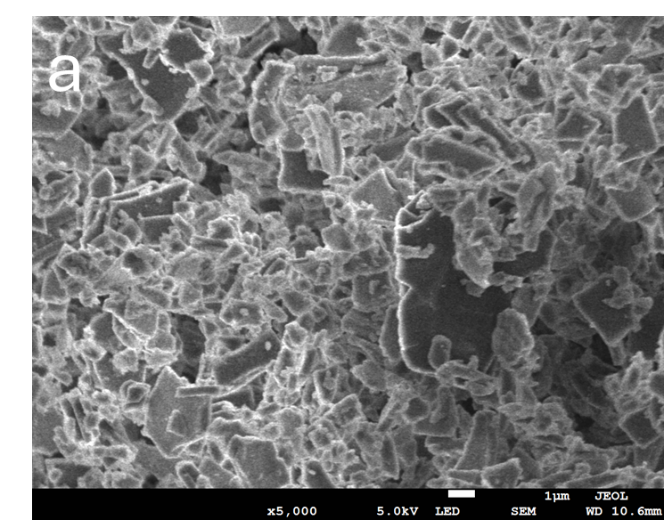 a
1µm JEOL
x5,000 5.0kV LED SEM WD 10.6mm